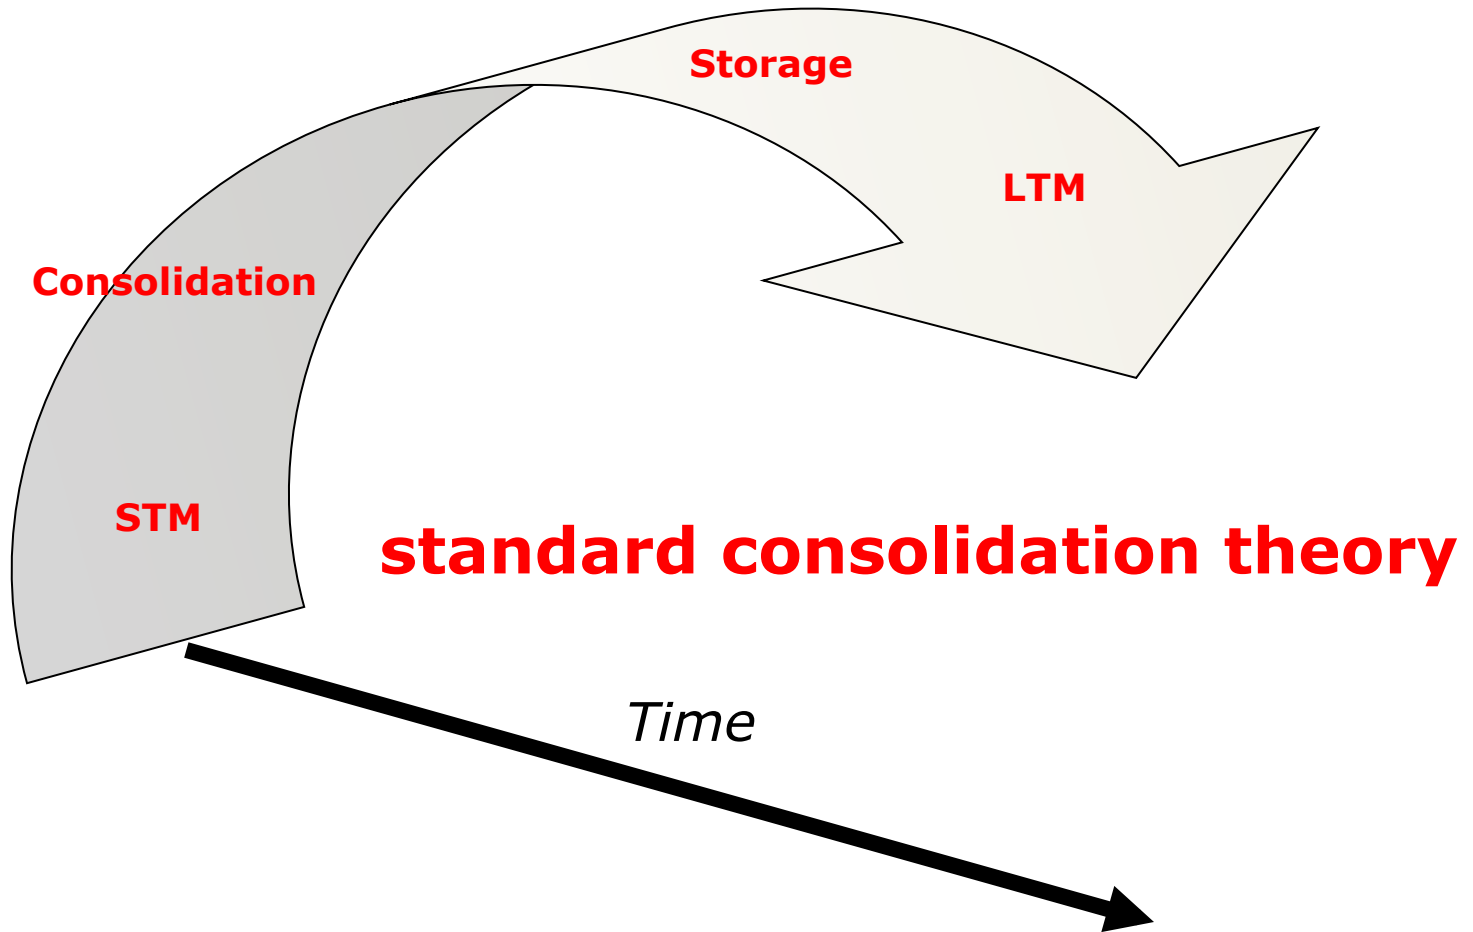 Storage
LTM
Consolidation
STM
standard consolidation theory
Time